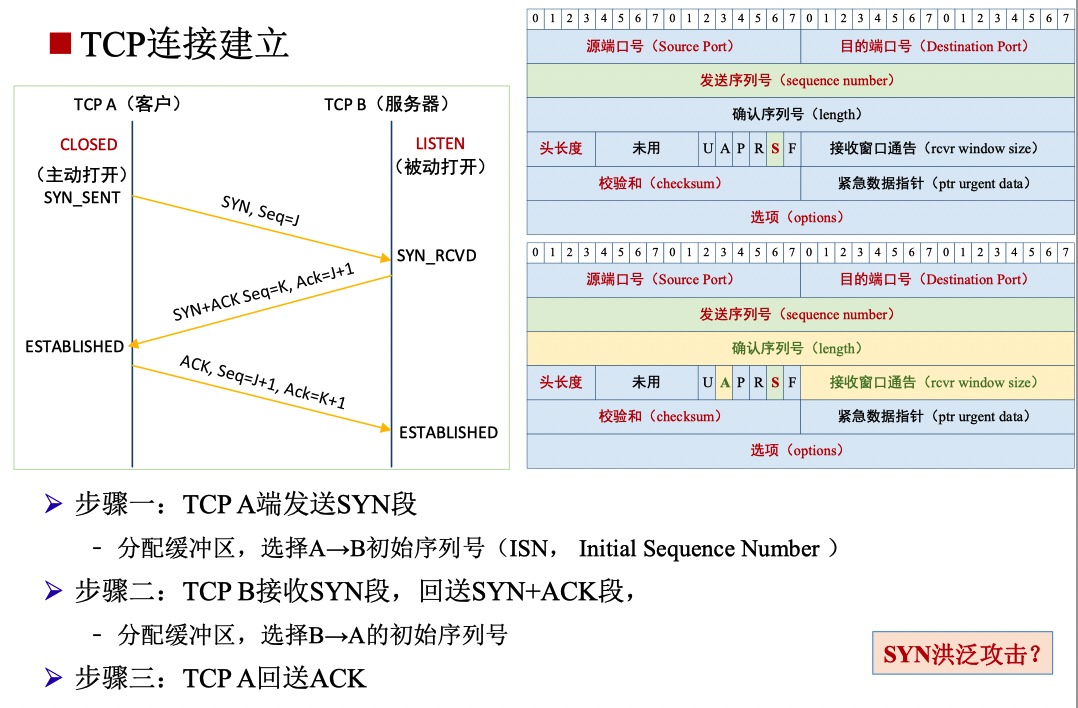 TCP连接建立
TCP A（客户）
TCP B（服务器）
CLOSED
（主动打开）
SYN_SENT
LISTEN
（被动打开）
SYN, Seq=J
SYN_RCVD
SYN+ACK Seq=K, Ack=J+1
ESTABLISHED
ACK, Seq=J+1, Ack=K+1
ESTABLISHED
0 1 2 3 4 5 6 7 0 1 2 3 4 5 6 7 0 1 2 3 4 5 6 7 0 1 2 3 4 5 6 7
源端口号（Source Port） 目的端口号（Destination Port）
发送序列号（sequence number）
确认序列号（length）
头长度 未用 U A P R S F 接收窗口通告（rcvr window size）
校验和（checksum） 紧急数据指针（ptr urgent data）
选项（options）
0 1 2 3 4 5 6 7 0 1 2 3 4 5 6 7 0 1 2 3 4 5 6 7 0 1 2 3 4 5 6 7
源端口号（Source Port） 目的端口号（Destination Port）
发送序列号（sequence number）
确认序列号（length）
头长度 未用 U A P R S F 接收窗口通告（rcvr window size）
校验和（checksum） 紧急数据指针（ptr urgent data）
选项（options）
步骤一：TCP A端发送SYN段
- 分配缓冲区，选择A→B初始序列号（ISN， Initial Sequence Number ）
步骤二：TCP B接收SYN段，回送SYN+ACK段，
- 分配缓冲区，选择B→A的初始序列号
步骤三：TCP A回送ACK
SYN洪泛攻击？